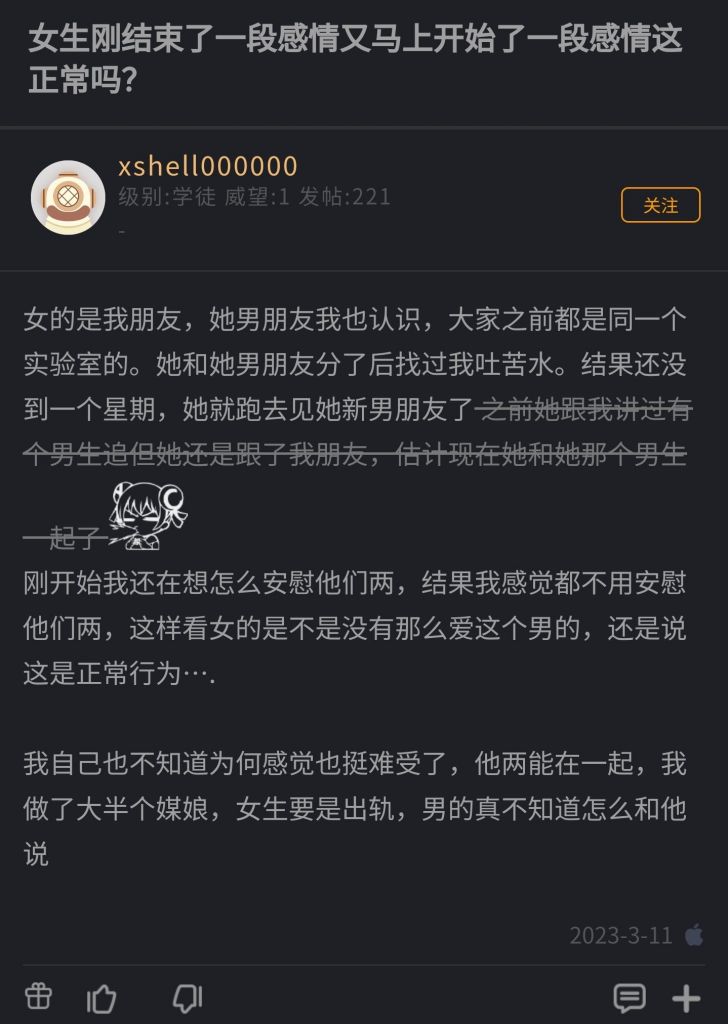 女生刚结束了一段感情又马上开始了一段感情这
正常吗?
xshell000000
级别:学徒 威望:1 发帖:221
-
关注
女的是我朋友，她男朋友我也认识，大家之前都是同一个
实验室的。她和她男朋友分了后找过我吐苦水。结果还没
到一个星期，她就跑去见她新男朋友了 之前她跟我讲过有
个男生追但她还是跟了我朋友，估计现在她和她那个男生
一起了
刚开始我还在想怎么安慰他们两，结果我感觉都不用安慰
他们两，这样看女的是不是没有那么爱这个男的，还是说
这是正常行为….
我自己也不知道为何感觉也挺难受了，他两能在一起，我
做了大半个媒娘，女生要是出轨，男的真不知道怎么和他
说
2023-3-11